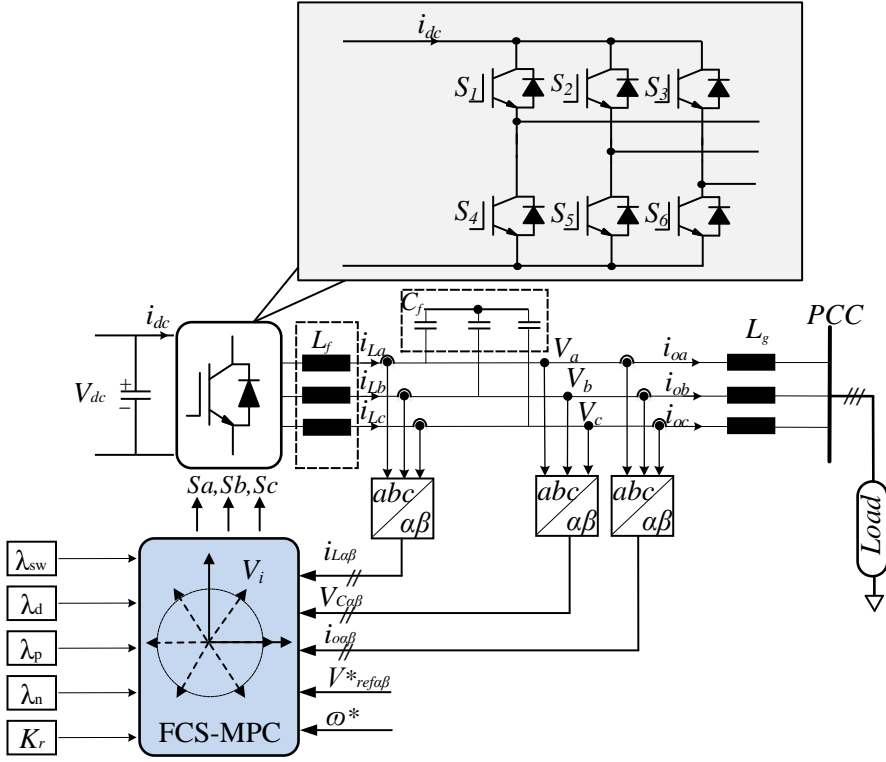 i_dc
S_1 S_2 S_3
S_4 S_5 S_6
C_f
PCC
i_dc
L_f i_La V_a i_oa L_g
V_dc + − i_Lb V_b i_ob
i_Lc V_c i_oc
Sa,Sb,Sc
abc αβ abc αβ abc αβ
Load
λ_sw
V_i
i_Lαβ
λ_d
V_Cαβ
λ_p
i_oαβ
λ_n
V*_refαβ
K_r
FCS-MPC
ω*